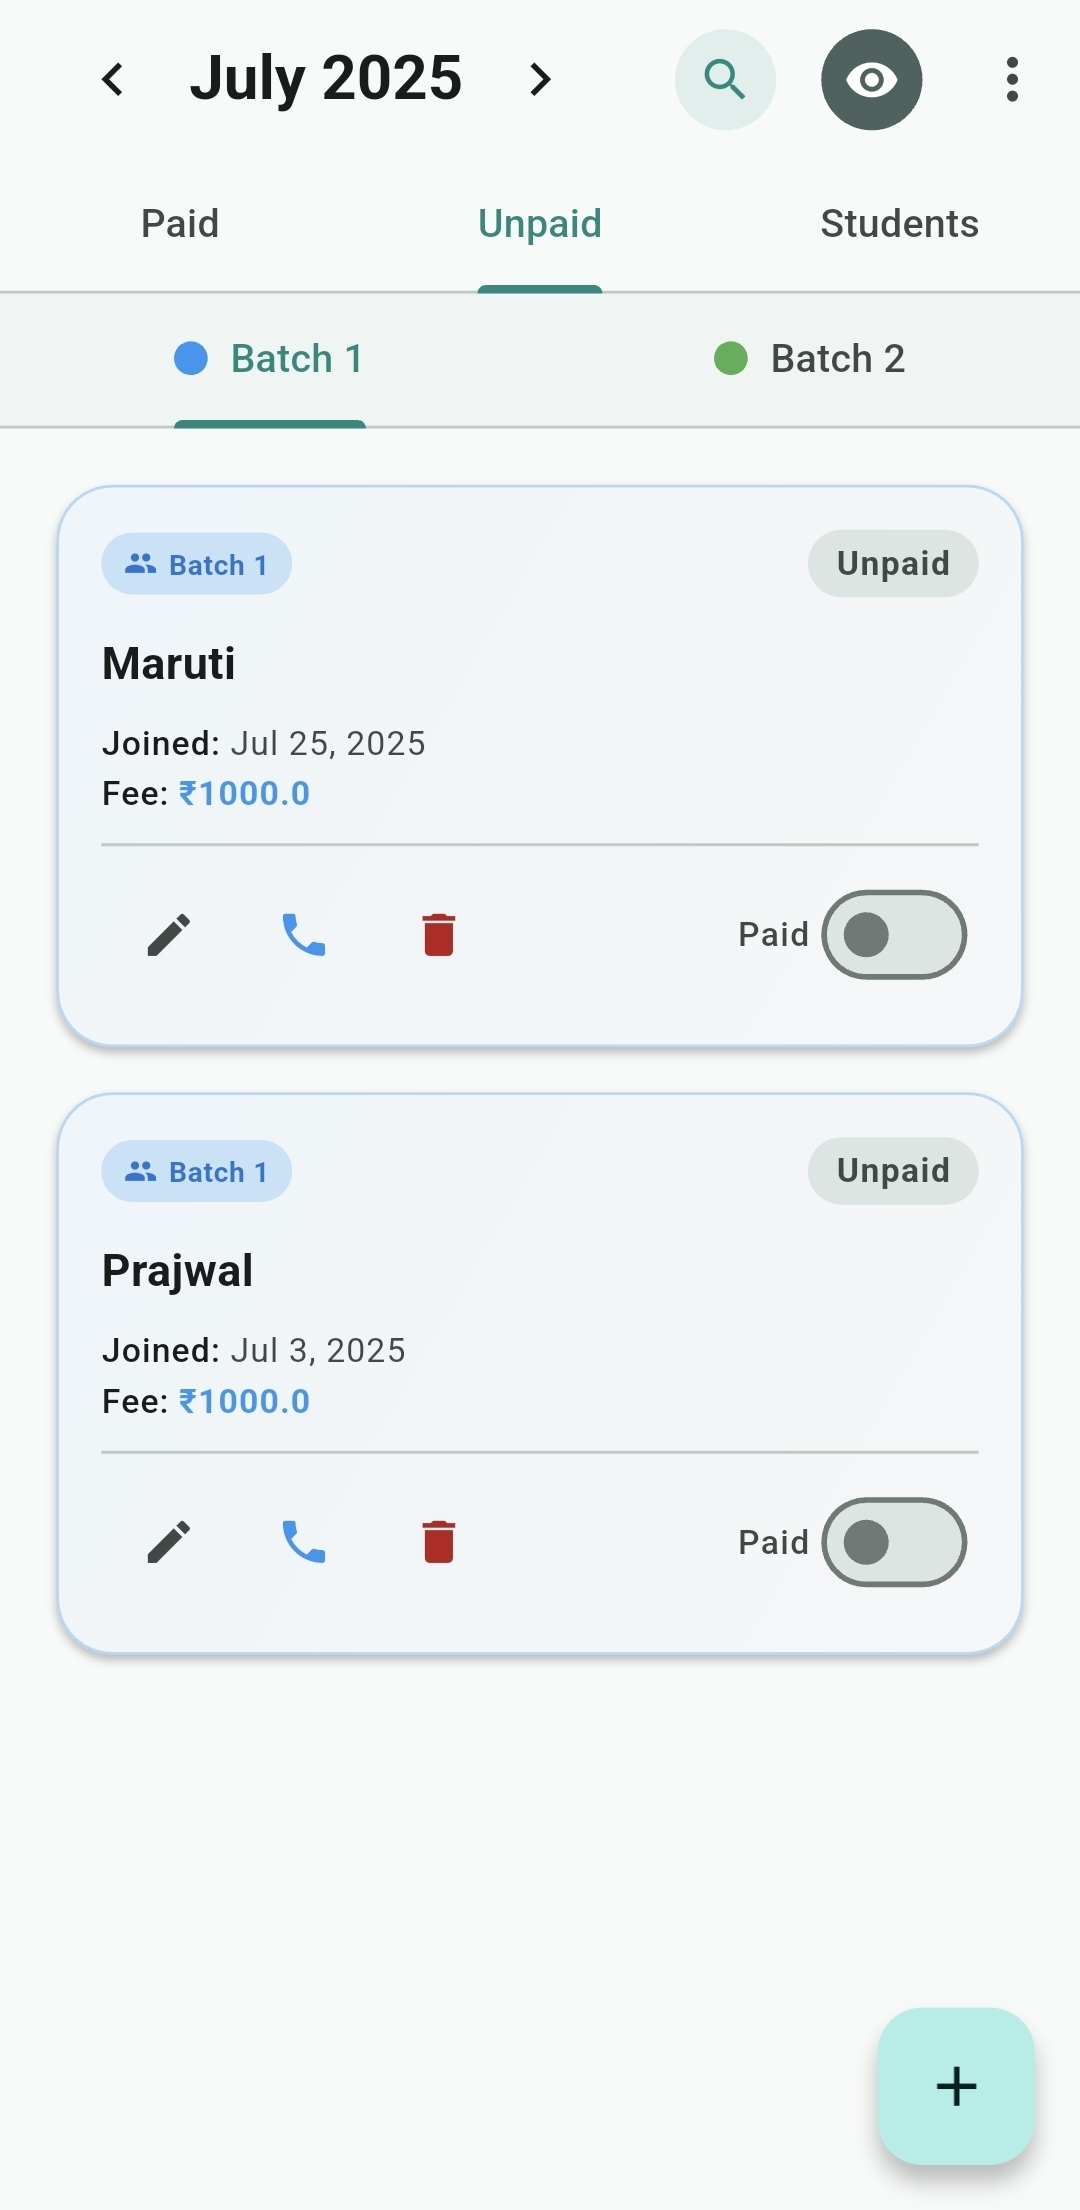 July 2025
Paid Unpaid Students
Batch 1 Batch 2
Batch 1 Unpaid
Maruti
Joined: Jul 25, 2025
Fee: ₹1000.0
Paid
Batch 1 Unpaid
Prajwal
Joined: Jul 3, 2025
Fee: ₹1000.0
Paid